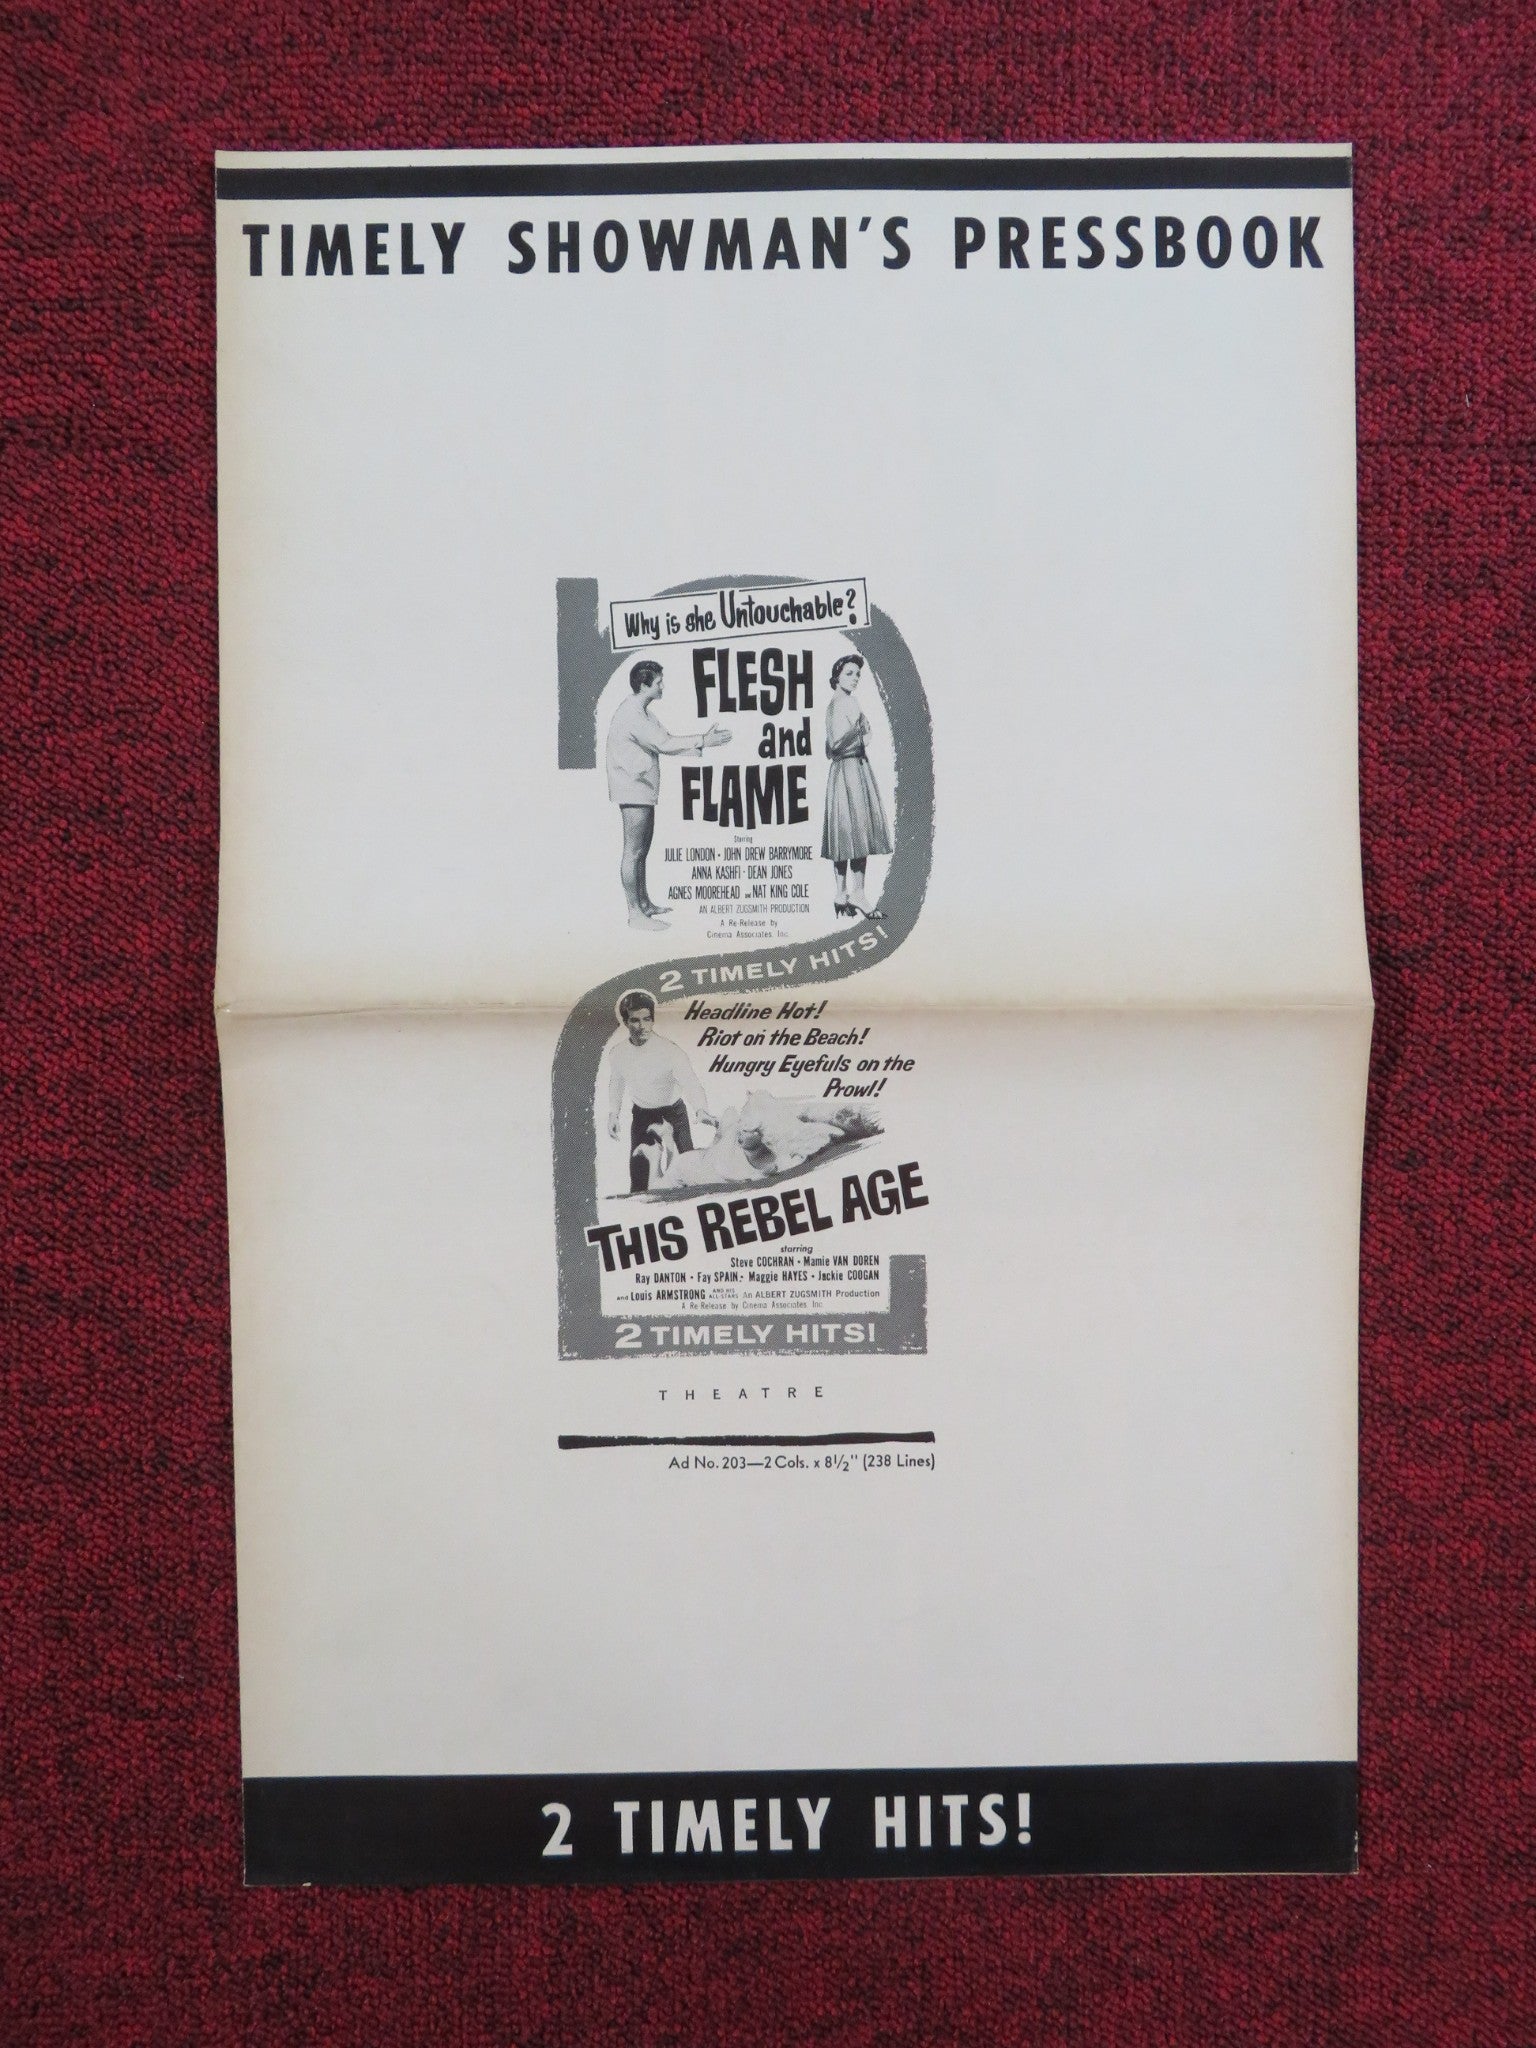 TIMELY SHOWMAN'S PRESSBOOK
Why is she Untouchable?
FLESH
and
FLAME
Starring
JULIE LONDON • JOHN DREW BARRYMORE
ANNA KASHFI • DEAN JONES
AGNES MOOREHEAD and NAT KING COLE
AN ALBERT ZUGSMITH PRODUCTION
A Re-Release by
Cinema Associates, Inc.
2 TIMELY HITS!
Headline Hot!
Riot on the Beach!
Hungry Eyefuls on the
Prowl!
THIS REBEL AGE
starring
Steve COCHRAN • Mamie VAN DOREN
Ray DANTON • Fay SPAIN • Maggie HAYES • Jackie COOGAN
and Louis ARMSTRONG AND HIS ALL-STARS An ALBERT ZUGSMITH Production
A Re-Release by Cinema Associates, Inc.
2 TIMELY HITS!
THEATRE
Ad No. 203—2 Cols. x 8½" (238 Lines)
2 TIMELY HITS!